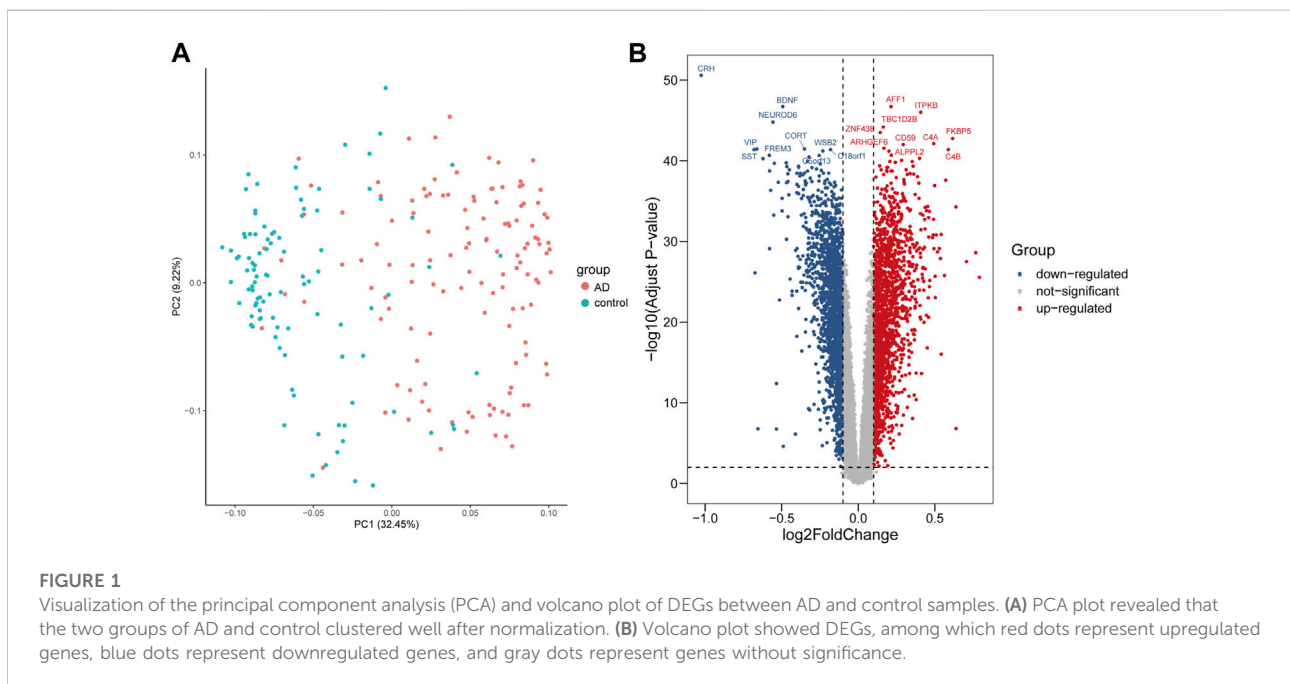 A
0.1
0.0
−0.1
PC2 (9.22%)
−0.10
−0.05
0.00
0.05
0.10
PC1 (32.45%)
group
AD
control
B
50
40
30
20
10
0
−log10(Adjust P−value)
CRH
BDNF
NEUROD6
VIP
FREM3
SST
CORT
WSB2
C18orf1
AFF1
ITPKB
TBC1D2B
ZNF438
ARHGEF6
CD59
C4A
FKBP5
ALPPL2
C4B
−1.0
−0.5
0.0
0.5
log2FoldChange
Group
down−regulated
not−significant
up−regulated
FIGURE 1
Visualization of the principal component analysis (PCA) and volcano plot of DEGs between AD and control samples. (A) PCA plot revealed that
the two groups of AD and control clustered well after normalization. (B) Volcano plot showed DEGs, among which red dots represent upregulated
genes, blue dots represent downregulated genes, and gray dots represent genes without significance.